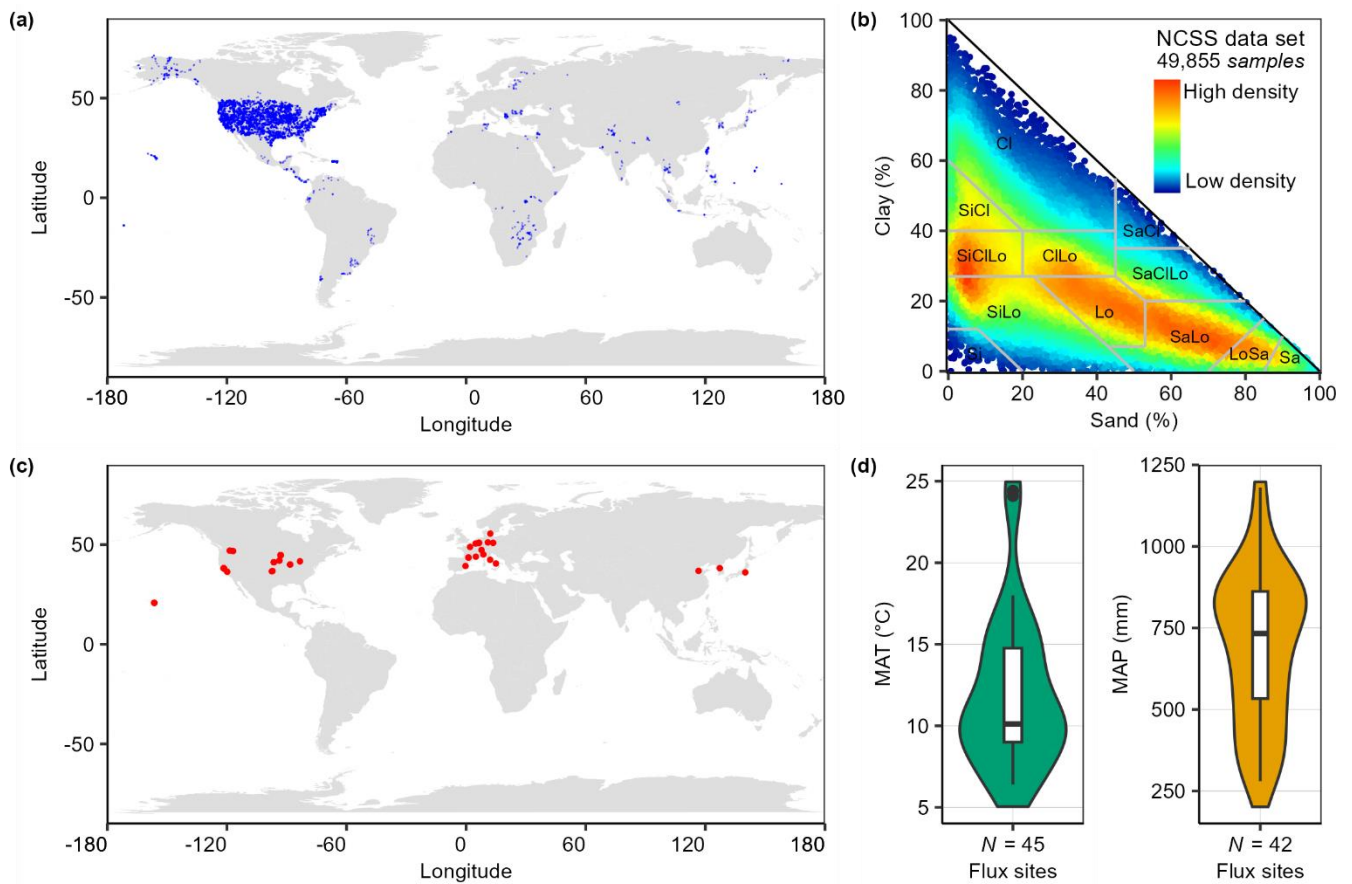 (a)
50
0
-50
Latitude
-180
-120
-60
0
60
120
180
Longitude
(b)
100
80
60
40
20
0
Clay (%)
NCSS data set
49,855 samples
High density
Low density
Cl
SiCl
SaCl
SiClLo
ClLo
SaClLo
SiLo
Lo
SaLo
Si
LoSa
Sa
0
20
40
60
80
100
Sand (%)
(c)
50
0
-50
Latitude
-180
-120
-60
0
60
120
180
Longitude
(d)
25
20
15
10
5
MAT (°C)
N = 45
Flux sites
1250
1000
750
500
250
MAP (mm)
N = 42
Flux sites